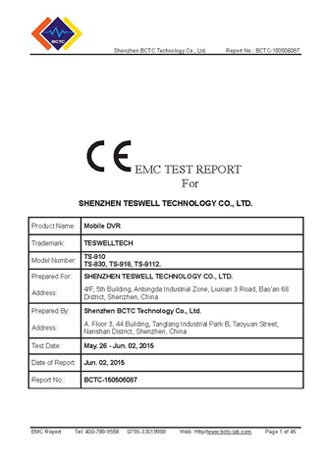 BCTC
Shenzhen BCTC Technology Co., Ltd. Report No.: BCTC-150506087
CE EMC TEST REPORT
For
SHENZHEN TESWELL TECHNOLOGY CO., LTD.
Product Name: Mobile DVR
Trademark: TESWELLTECH
Model Number: TS-910
TS-830, TS-918, TS-9112.
Prepared For: SHENZHEN TESWELL TECHNOLOGY CO., LTD.
Address: 4/F, 5th Building, Antongda Industrial Zone, Liuxian 3 Road, Bao'an 68
District, Shenzhen, China
Prepared By: Shenzhen BCTC Technology Co., Ltd.
Address: A. Floor 3, 44 Building, Tanglang Industrial Park B, Taoyuan Street,
Nanshan District, Shenzhen, China
Test Date: May. 26 - Jun. 02, 2015
Date of Report: Jun. 02, 2015
Report No.: BCTC-150506087
EMC Report Tel: 400-788-9558 0755-33019988 Web: Http//www.bctc-lab.com Page 1 of 45